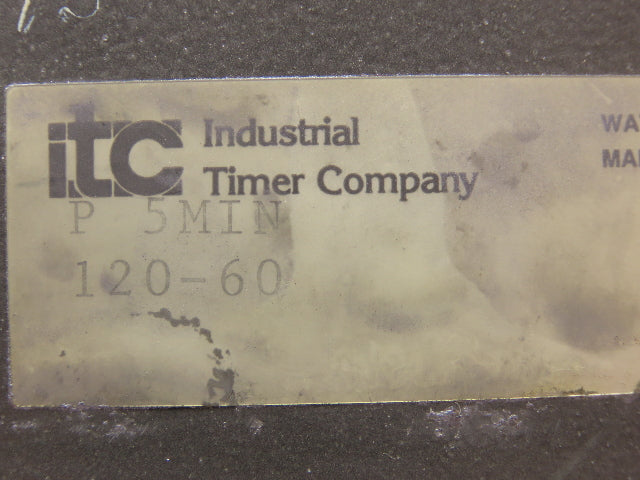 itc Industrial
Timer Company
P 5MIN
120-60